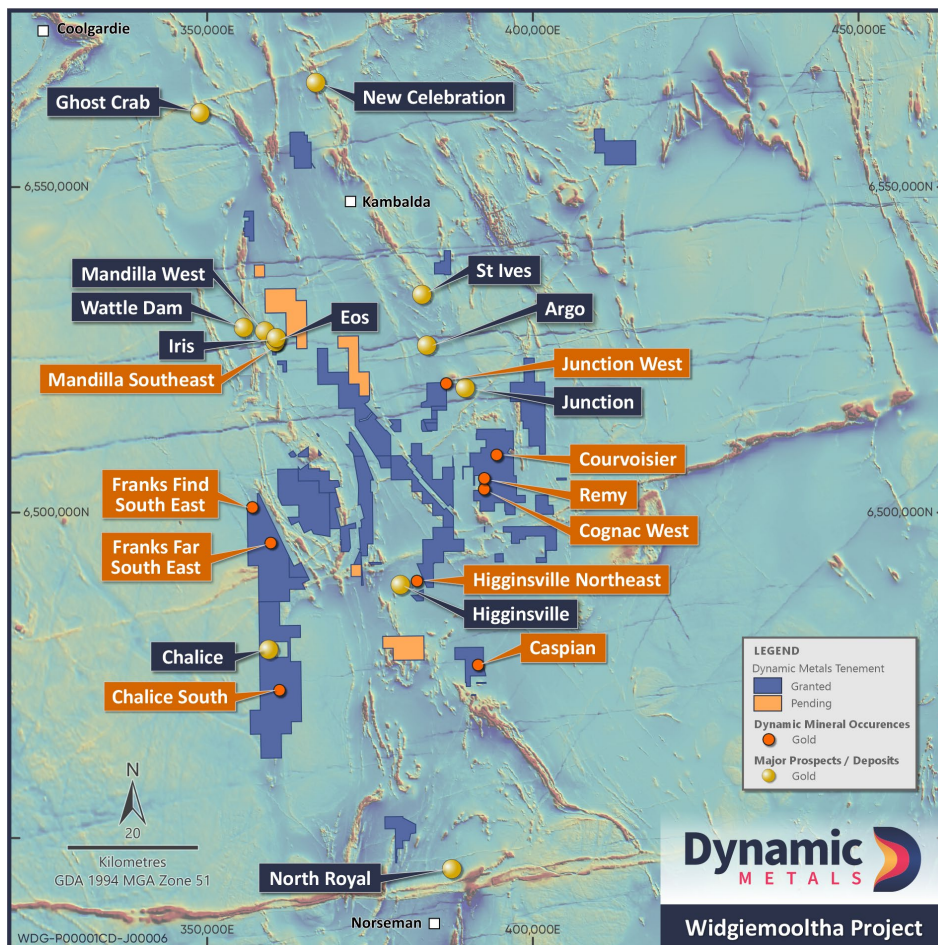 Coolgardie
350,000E
400,000E
450,000E
Ghost Crab
New Celebration
6,550,000N
6,550,000N
Kambalda
Mandilla West
St Ives
Wattle Dam
Eos
Argo
Iris
Mandilla Southeast
Junction West
Junction
Courvoisier
Franks Find
South East
Remy
6,500,000N
6,500,000N
Cognac West
Franks Far
South East
Higginsville Northeast
Higginsville
Chalice
Caspian
Chalice South
LEGEND
Dynamic Metals Tenement
Granted
Pending
Dynamic Mineral Occurences
Gold
Major Prospects / Deposits
Gold
N
20
Kilometres
GDA 1994 MGA Zone 51
Dynamic
METALS
North Royal
Norseman
Widgiemooltha Project
WDG-P00001CD-J00006
350,000E
400,000E